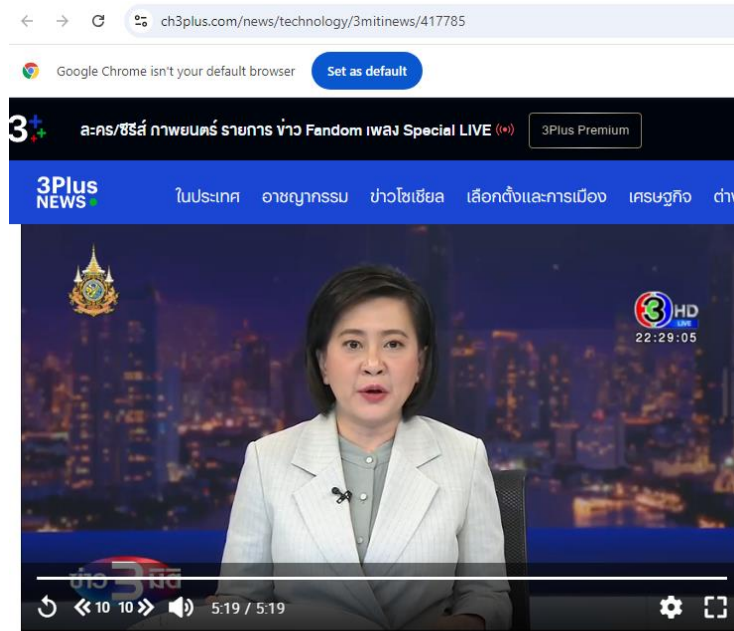 ch3plus.com/news/technology/3mitinews/417785
Google Chrome isn't your default browser Set as default
3 ละคร/ซีรีส์ ภาพยนตร์ รายการ ข่าว Fandom เพลง Special LIVE 3Plus Premium
3Plus NEWS ในประเทศ อาชญากรรม ข่าวโซเชียล เลือกตั้งและการเมือง เศรษฐกิจ ต่าง
3 HD
LIVE
22:29:05
ข่าว 3 มิติ
10 10 5:19 / 5:19